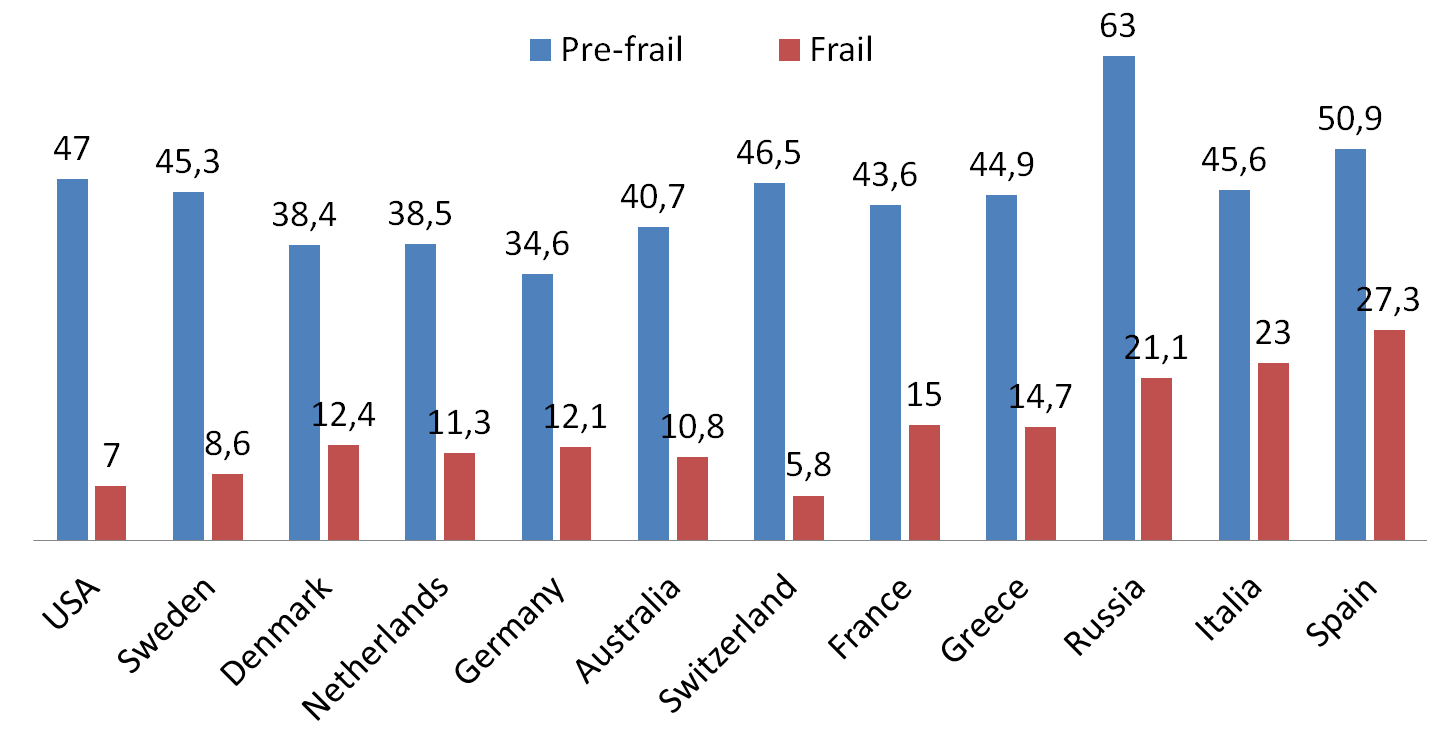 Pre-frail
Frail
47
7
45,3
8,6
38,4
12,4
38,5
11,3
34,6
12,1
40,7
10,8
46,5
5,8
43,6
15
44,9
14,7
63
21,1
45,6
23
50,9
27,3
USA
Sweden
Denmark
Netherlands
Germany
Australia
Switzerland
France
Greece
Russia
Italia
Spain